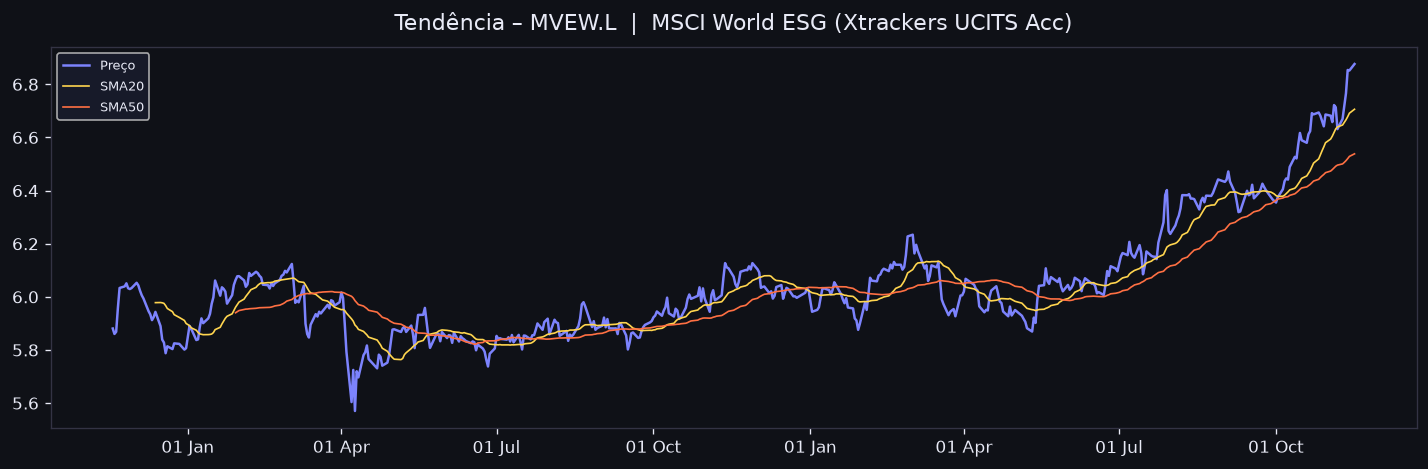 Tendência – MVEW.L | MSCI World ESG (Xtrackers UCITS Acc)
Preço
SMA20
SMA50
6.8
6.6
6.4
6.2
6.0
5.8
5.6
01 Jan 01 Apr 01 Jul 01 Oct 01 Jan 01 Apr 01 Jul 01 Oct